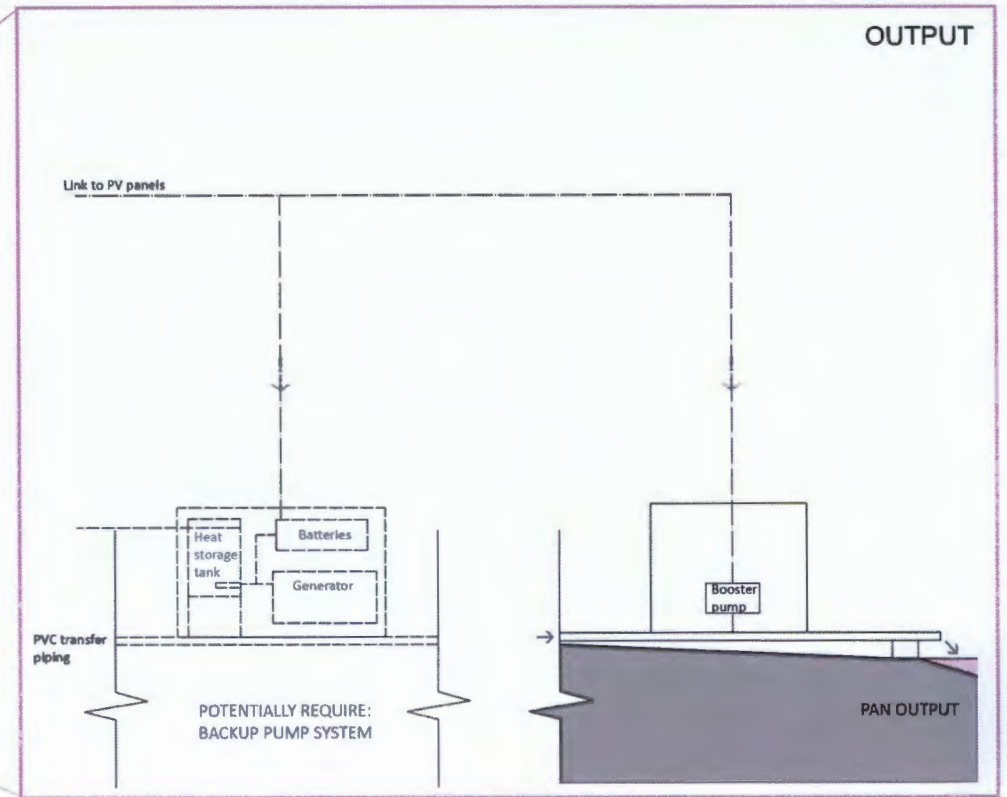 OUTPUT
Link to PV panels
Heat
storage
tank
Batteries
Generator
Booster
pump
PVC transfer
piping
POTENTIALLY REQUIRE:
BACKUP PUMP SYSTEM
PAN OUTPUT